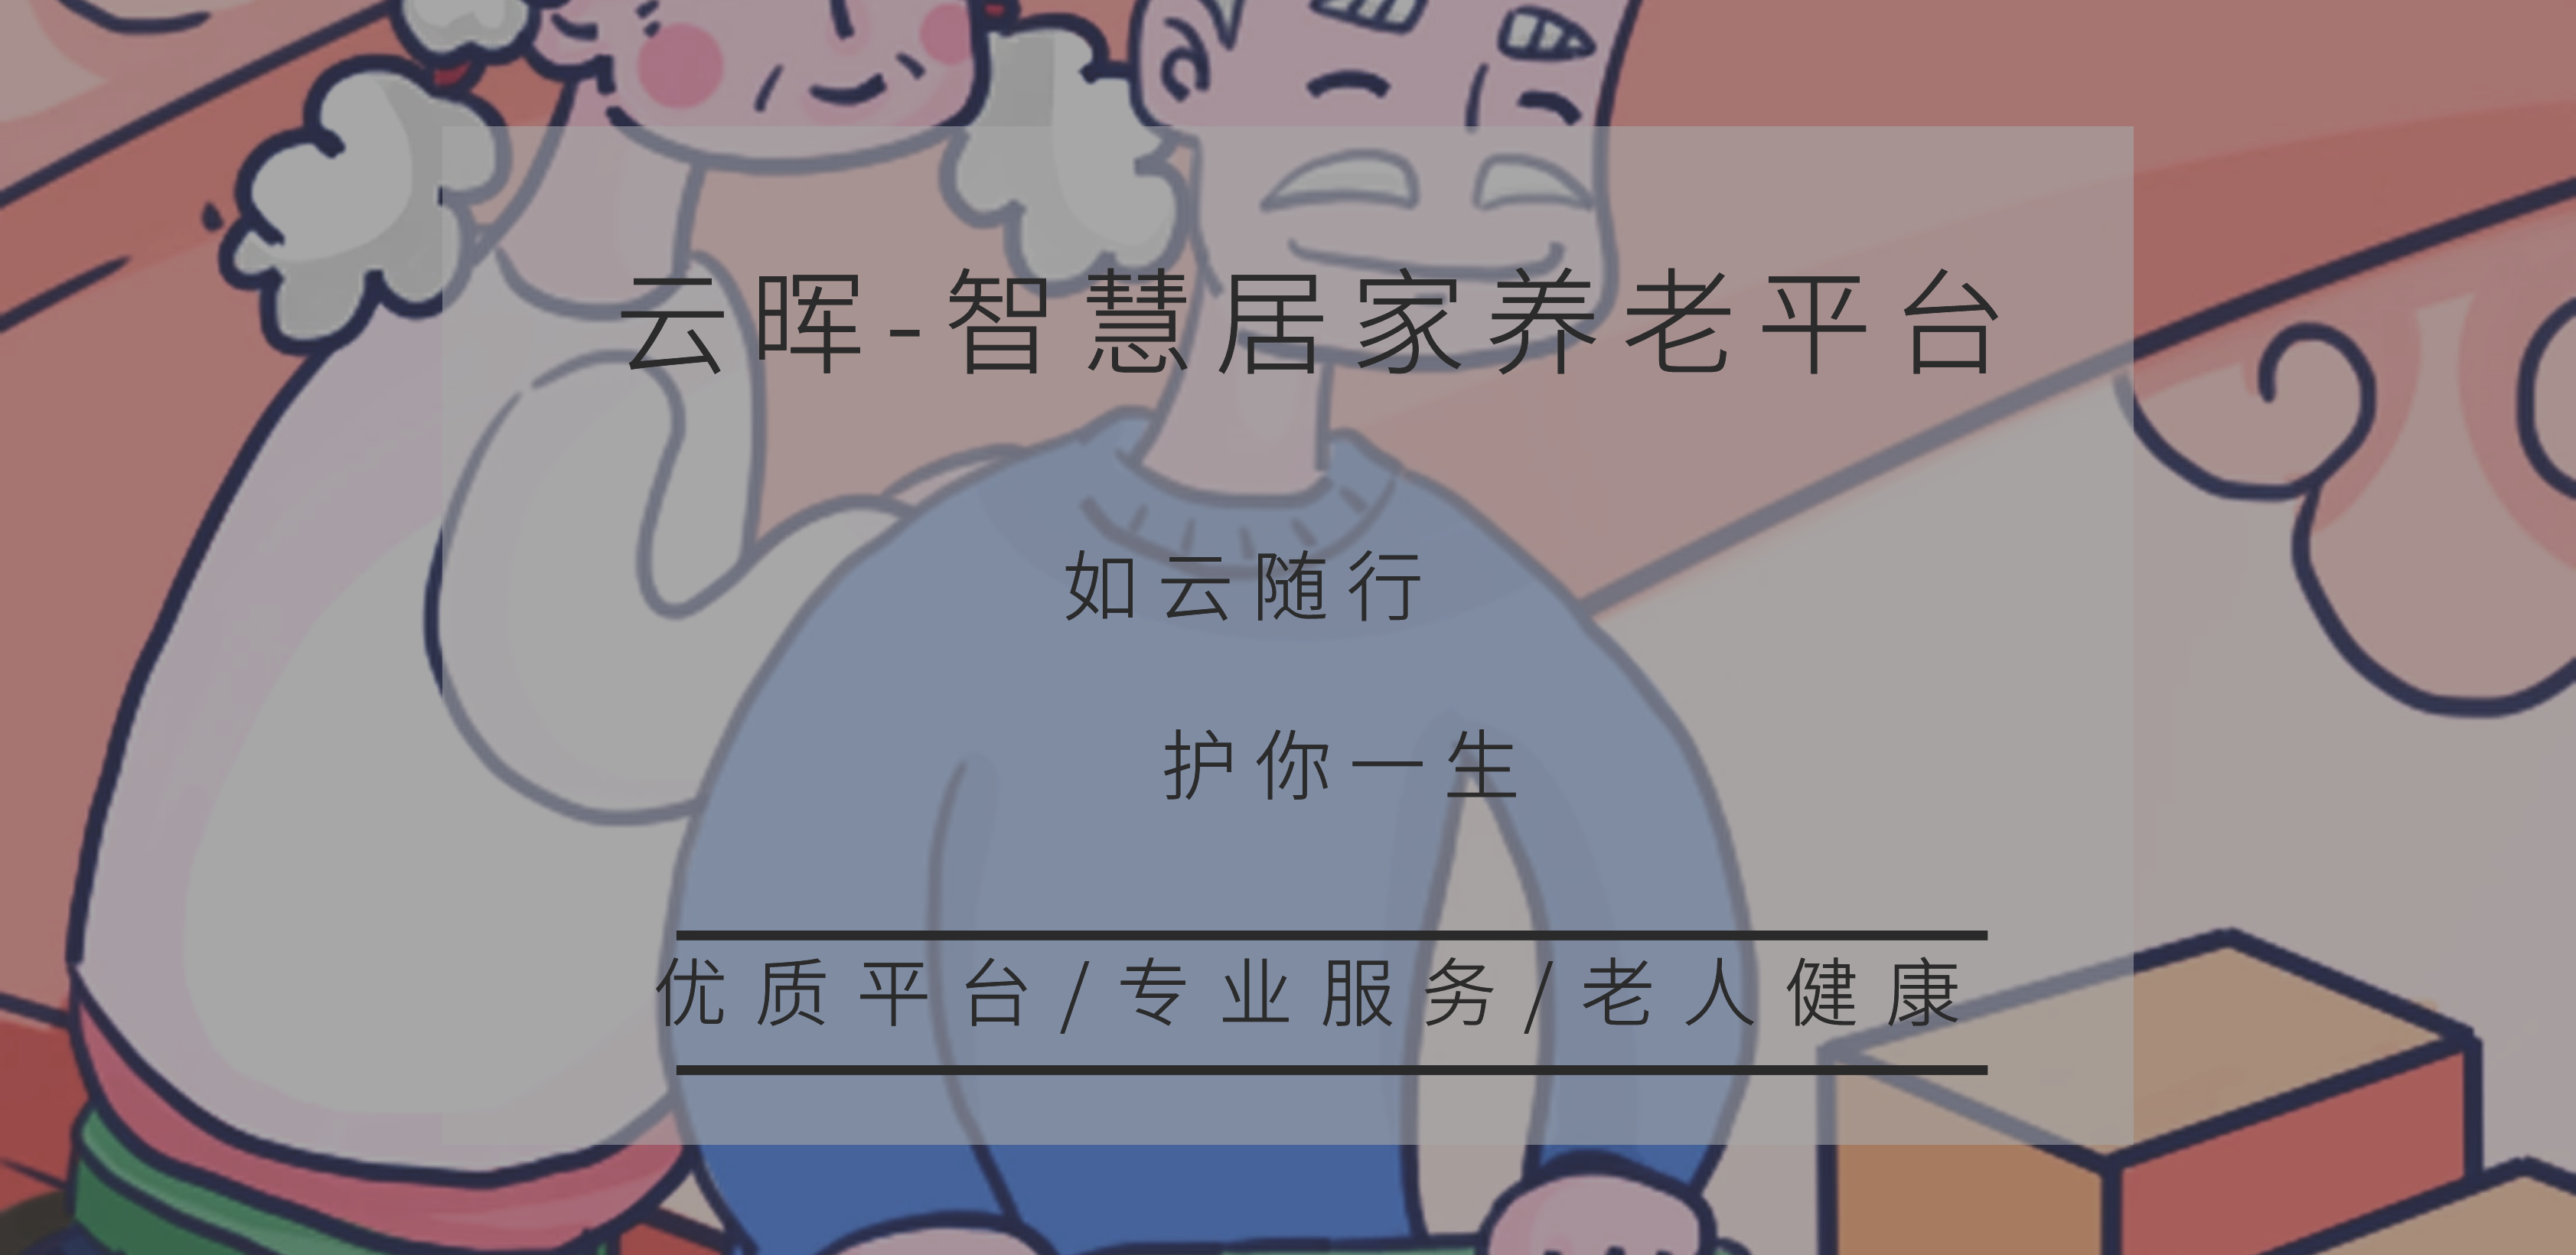 云晖-智慧居家养老平台
如云随行
护你一生
优质平台/专业服务/老人健康